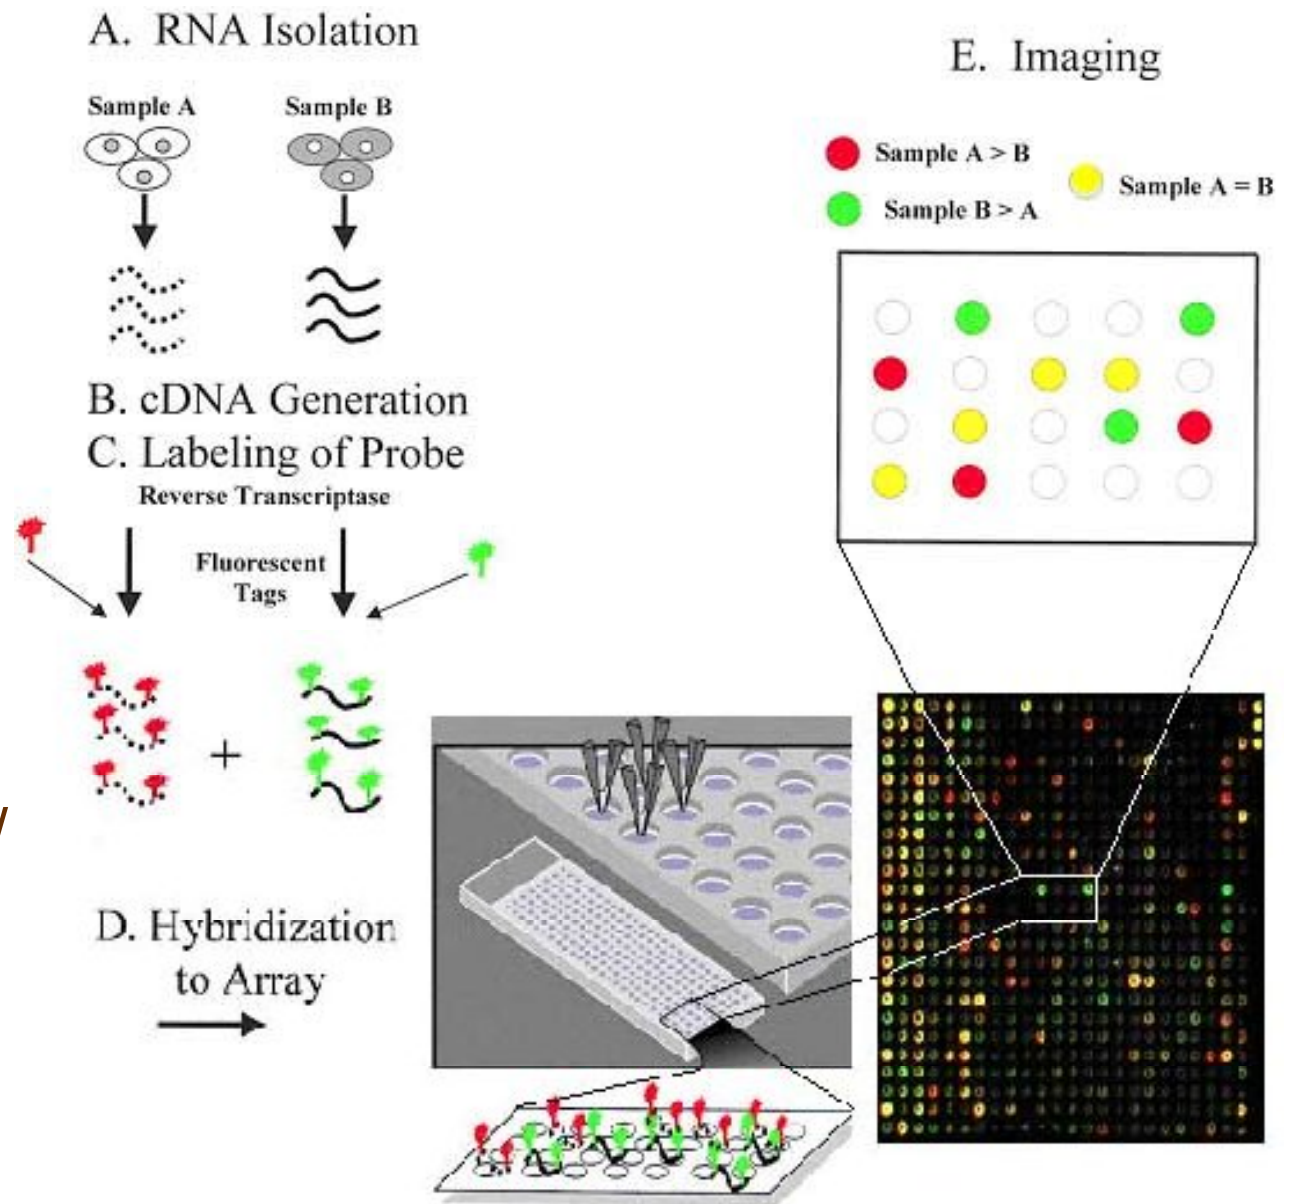 A. RNA Isolation
Sample A
Sample B
B. cDNA Generation
C. Labeling of Probe
Reverse Transcriptase
Fluorescent
Tags
+
D. Hybridization
to Array
E. Imaging
Sample A > B
Sample B > A
Sample A = B